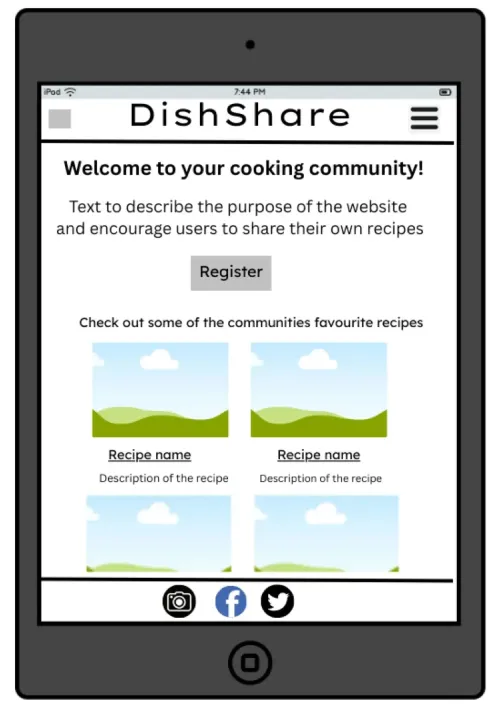 iPod 7:44 PM
DishShare
Welcome to your cooking community!
Text to describe the purpose of the website
and encourage users to share their own recipes
Register
Check out some of the communities favourite recipes
Recipe name Recipe name
Description of the recipe Description of the recipe